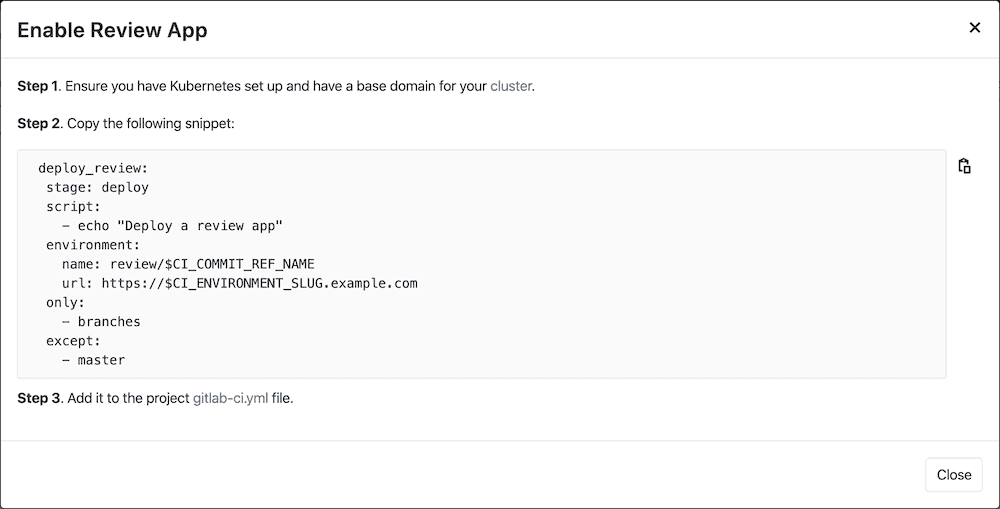 Enable Review App
Step 1. Ensure you have Kubernetes set up and have a base domain for your cluster.
Step 2. Copy the following snippet:
deploy_review:
 stage: deploy
 script:
   - echo "Deploy a review app"
 environment:
   name: review/$CI_COMMIT_REF_NAME
   url: https://$CI_ENVIRONMENT_SLUG.example.com
 only:
   - branches
 except:
   - master
Step 3. Add it to the project gitlab-ci.yml file.
Close